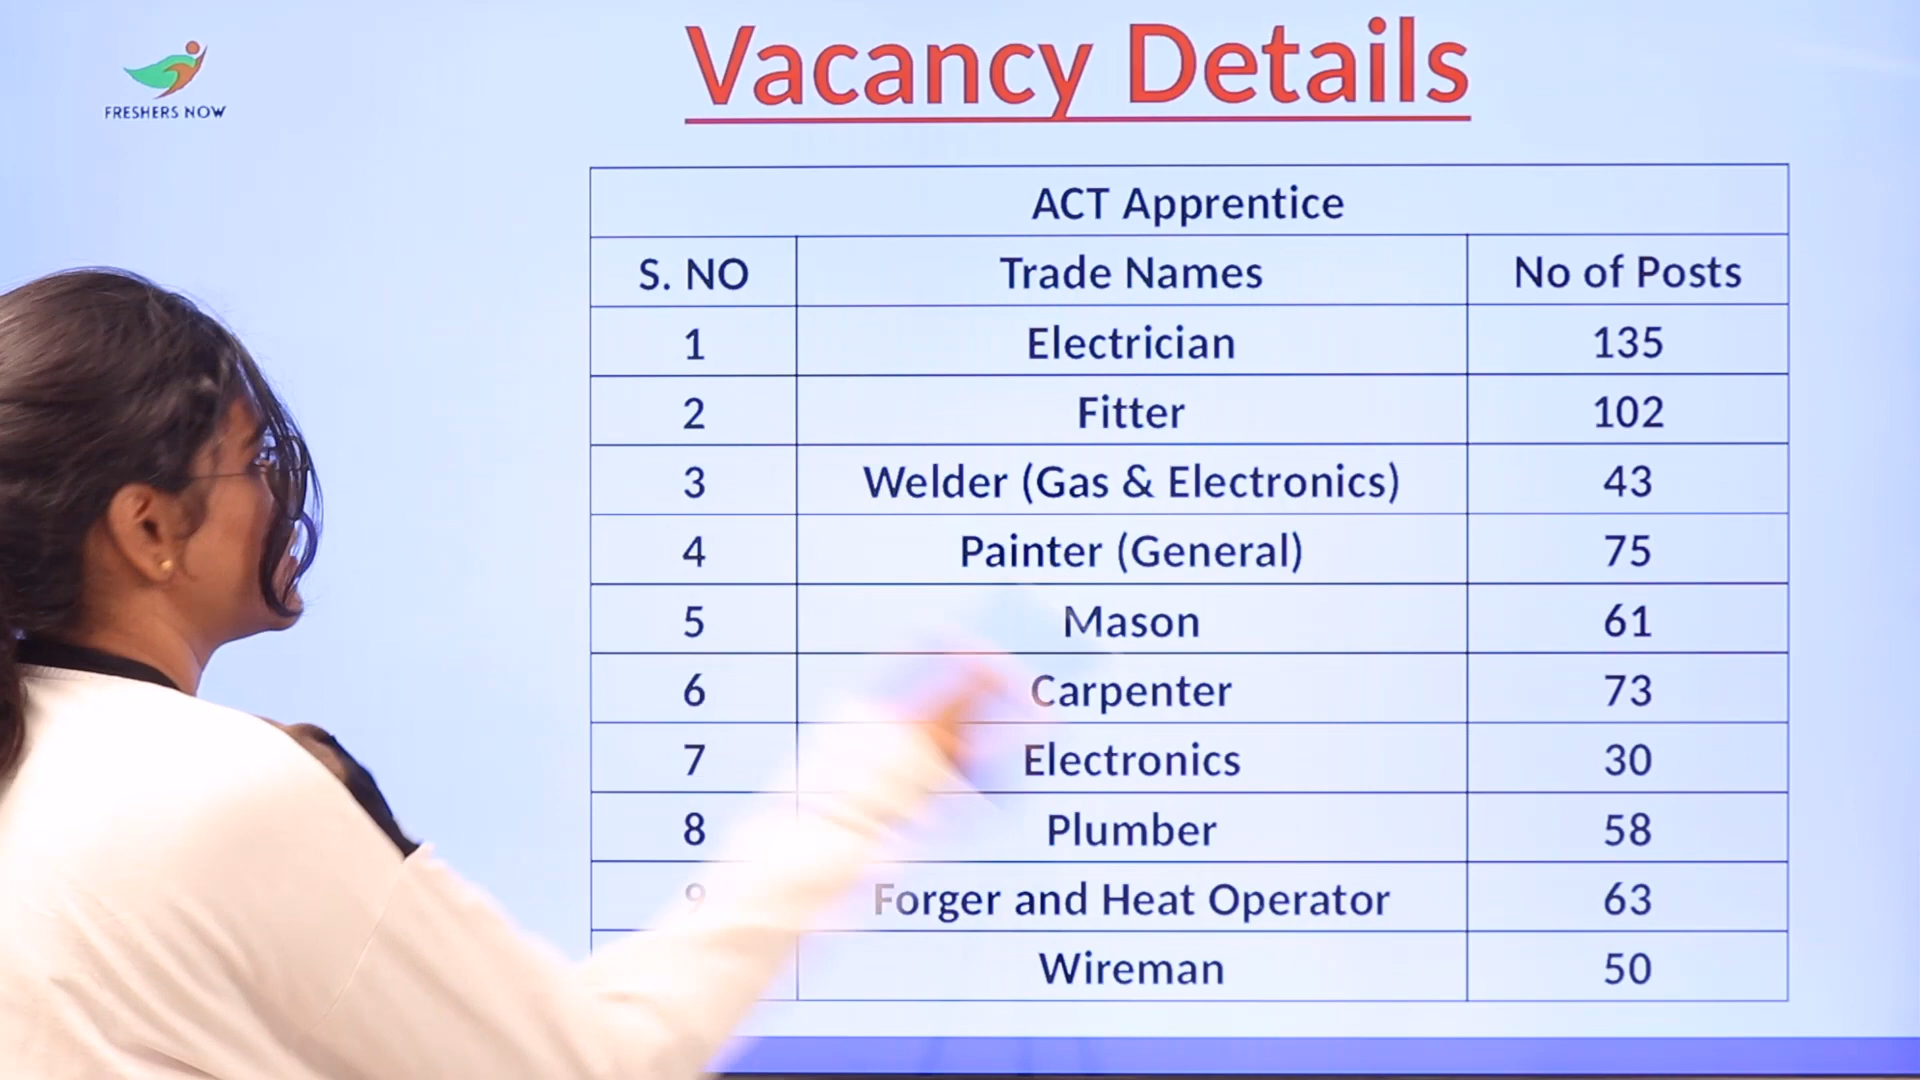 FRESHERS NOW
Vacancy Details
ACT Apprentice
S. NO Trade Names No of Posts
1 Electrician 135
2 Fitter 102
3 Welder (Gas & Electronics) 43
4 Painter (General) 75
5 Mason 61
6 Carpenter 73
7 Electronics 30
8 Plumber 58
9 Forger and Heat Operator 63
Wireman 50